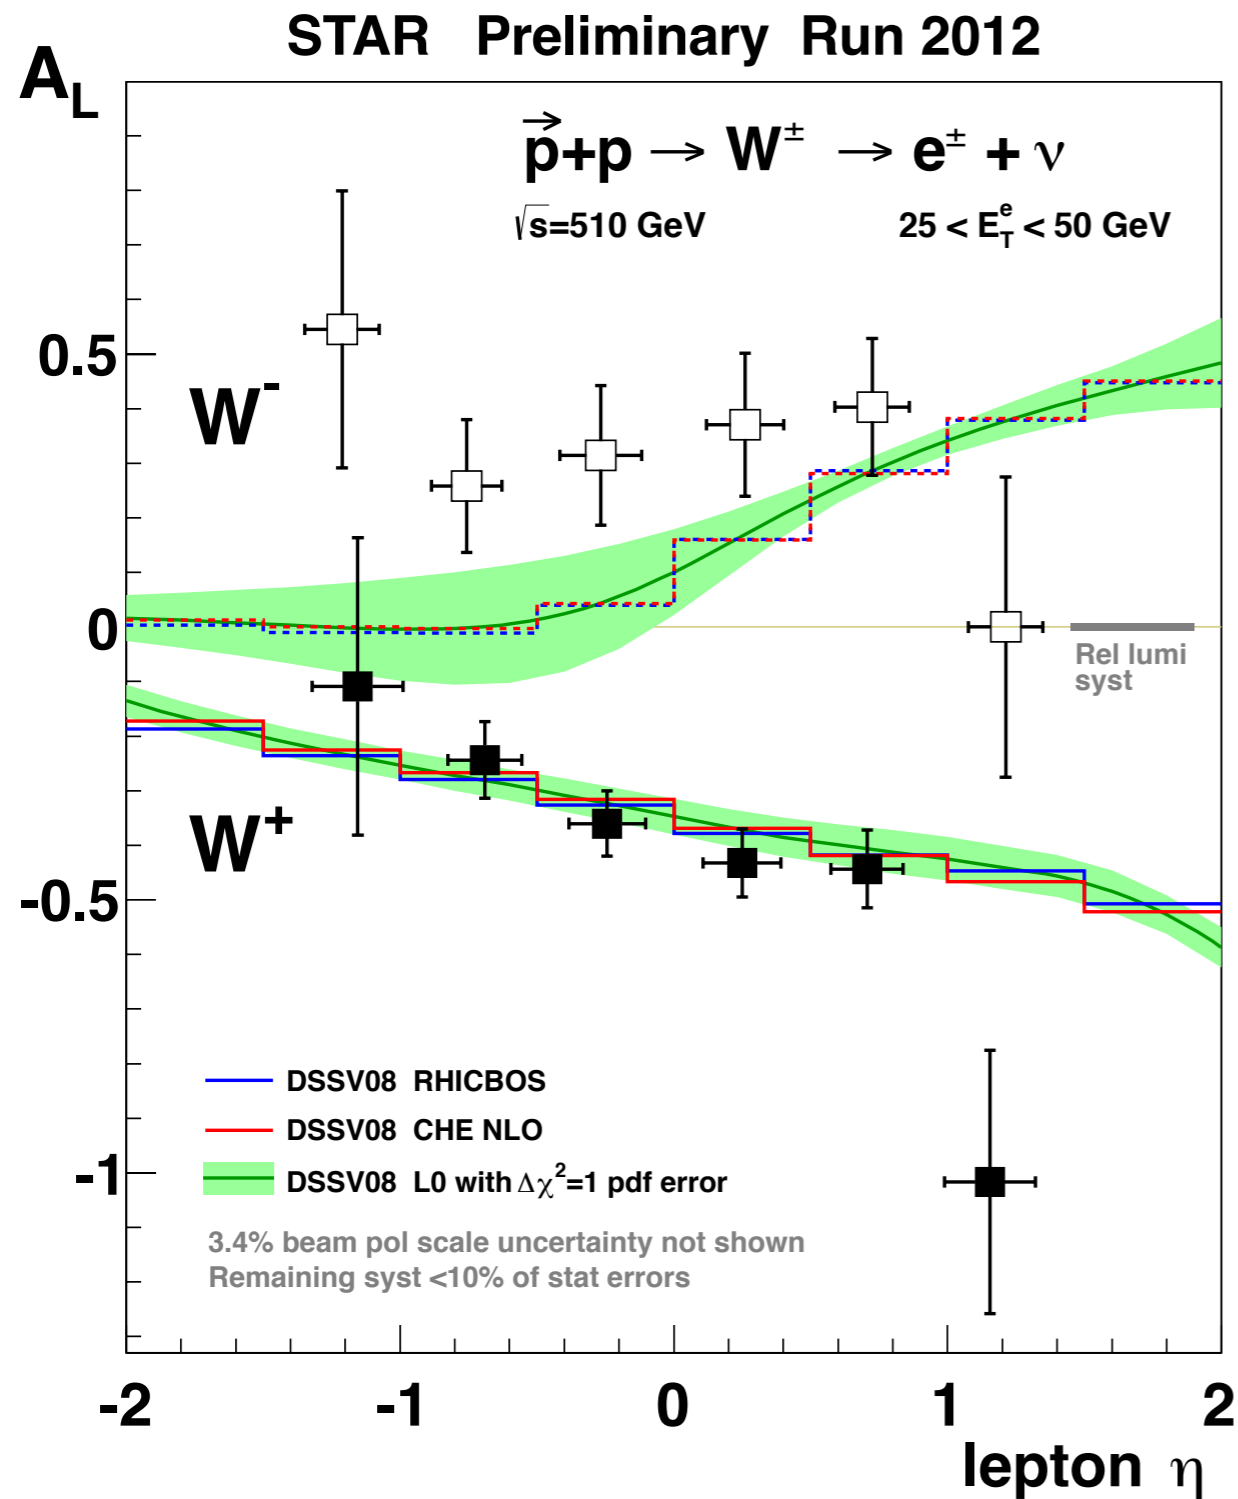 STAR Preliminary Run 2012
A_L
p+p → W± → e± + ν
√s=510 GeV 25 < E_T^e < 50 GeV
0.5
W-
0
Rel lumi
syst
W+
-0.5
DSSV08 RHICBOS
DSSV08 CHE NLO
-1
DSSV08 L0 with Δχ²=1 pdf error
3.4% beam pol scale uncertainty not shown
Remaining syst <10% of stat errors
-2 -1 0 1 2
lepton η